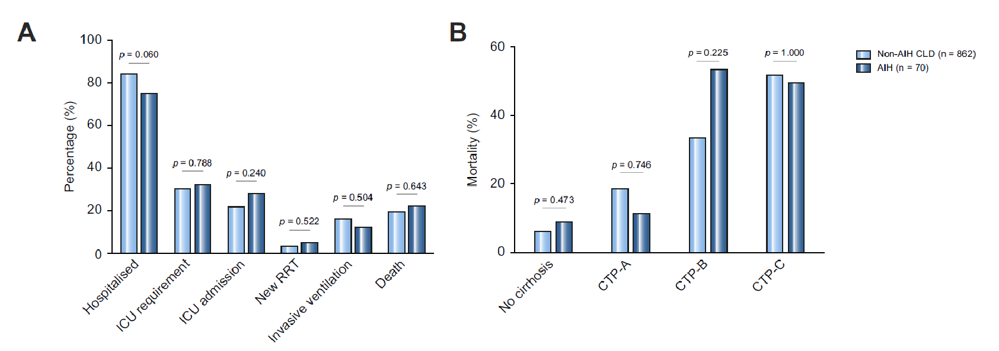 A
B
Percentage (%)
100
80
60
40
20
0
p = 0.060
p = 0.788
p = 0.240
p = 0.522
p = 0.504
p = 0.643
Hospitalised
ICU requirement
ICU admission
New RRT
Invasive ventilation
Death
Mortality (%)
60
40
20
0
p = 0.473
p = 0.746
p = 0.225
p = 1.000
No cirrhosis
CTP-A
CTP-B
CTP-C
Non-AIH CLD (n = 862)
AIH (n = 70)